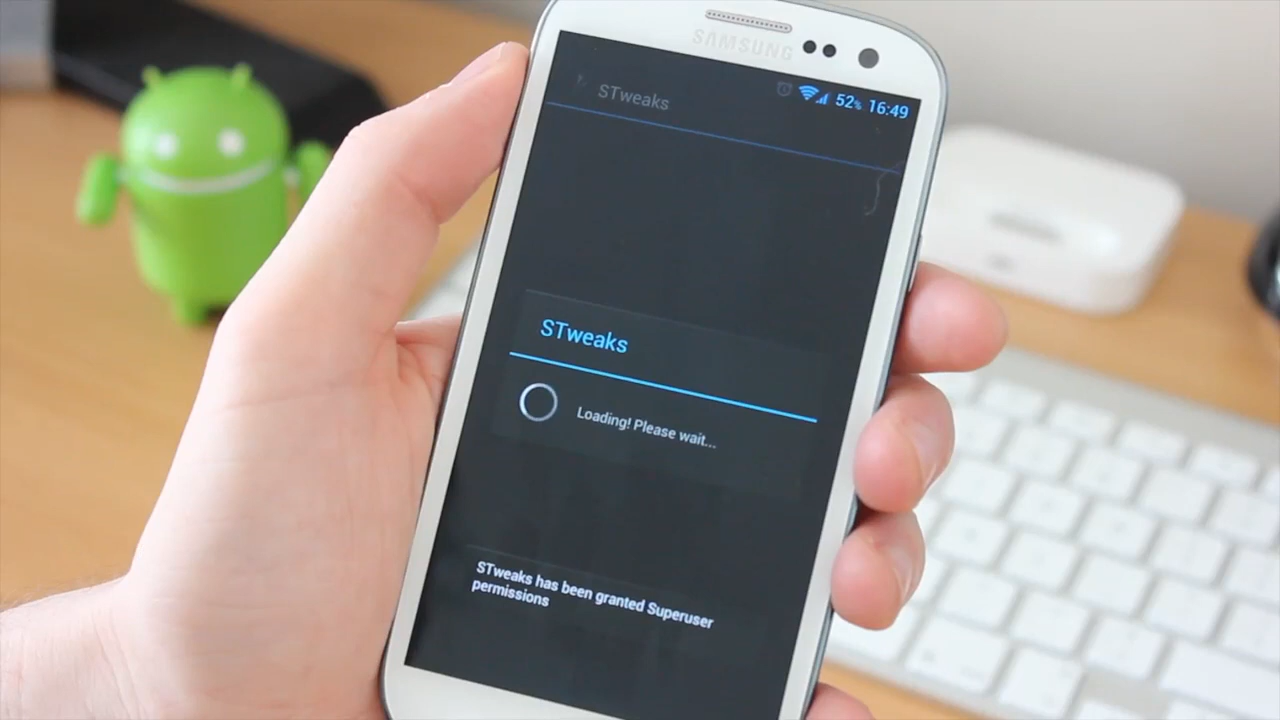 SAMSUNG
52% 16:49
STweaks
STweaks
Loading! Please wait...
STweaks has been granted Superuser
permissions